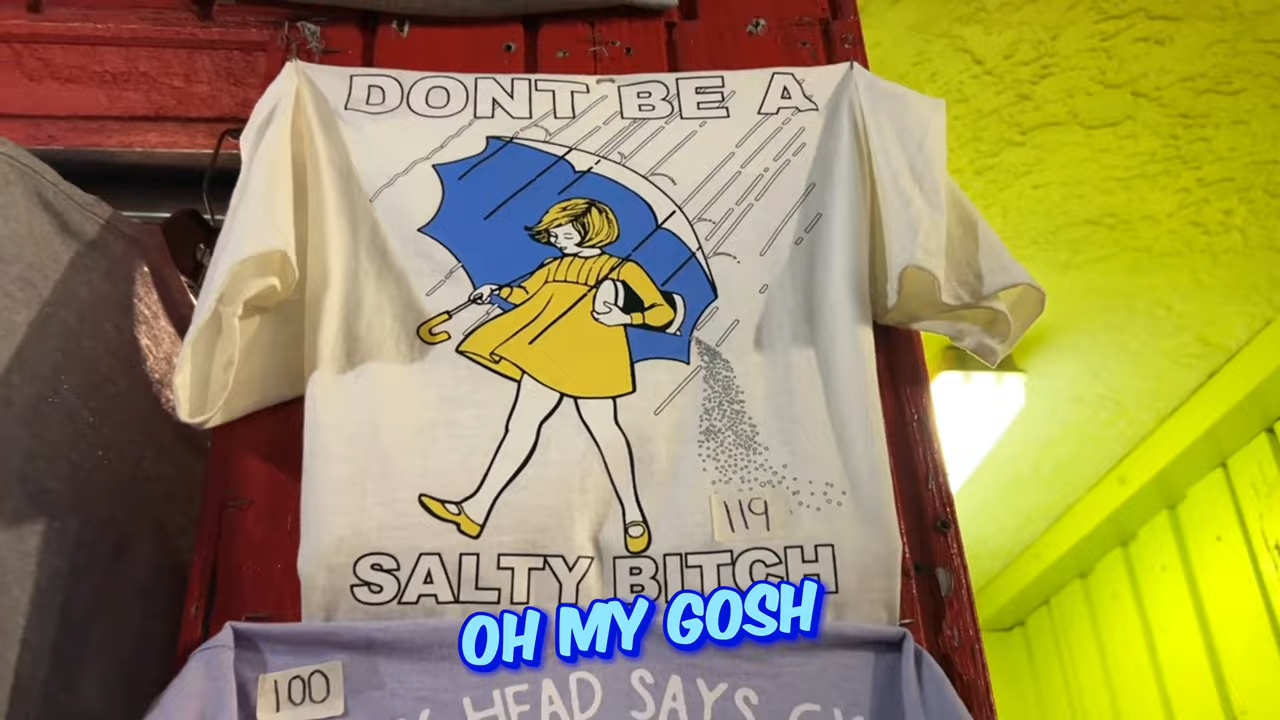 DONT BE A
119
SALTY BITCH
OH MY GOSH
100
HEAD SAYS